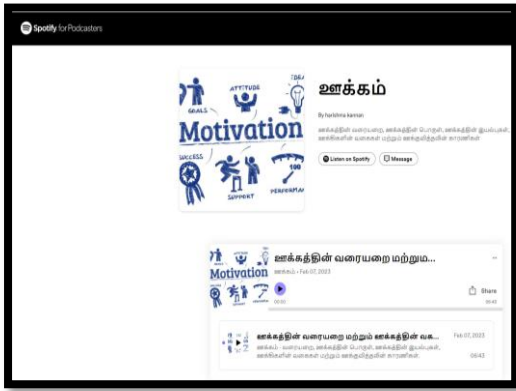 Spotify for Podcasters
IDEA
ATTITUDE
GOALS
Motivation
SUCCESS
SUPPORT
100
PERFORMAN
ஊக்கம்
By harishma kannan
ஊக்கத்தின் வரையறை, ஊக்கத்தின் பொருள், ஊக்கத்தின் இயல்புகள்,
ஊக்கிகளின் வகைகள் மற்றும் ஊக்குவித்தலின் காரணிகள்
Listen on Spotify
Message
Motivation
ஊக்கத்தின் வரையறை மற்றும...
ஊக்கம் • Feb 07, 2023
00:00
Share
06:43
ஊக்கத்தின் வரையறை மற்றும் ஊக்கத்தின் வக...
Feb 07, 2023
ஊக்கம் : வரையறை, ஊக்கத்தின் பொருள், ஊக்கத்தின் இயல்புகள்,
ஊக்கிகளின் வகைகள் மற்றும் ஊக்குவித்தலின் காரணிகள்
06:43